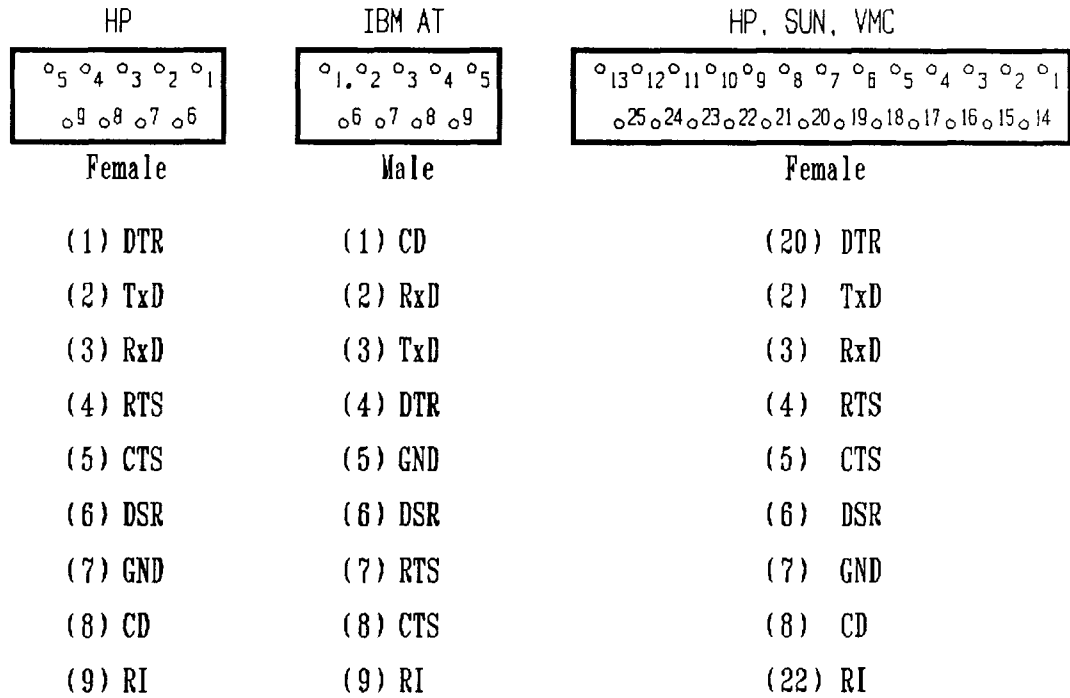 HP IBM AT HP, SUN, VMC
5 4 3 2 1 1. 2 3 4 5 13 12 11 10 9 8 7 6 5 4 3 2 1
9 8 7 6 6 7 8 9 25 24 23 22 21 20 19 18 17 16 15 14
Female Male Female
(1) DTR (1) CD (20) DTR
(2) TxD (2) RxD (2) TxD
(3) RxD (3) TxD (3) RxD
(4) RTS (4) DTR (4) RTS
(5) CTS (5) GND (5) CTS
(6) DSR (6) DSR (6) DSR
(7) GND (7) RTS (7) GND
(8) CD (8) CTS (8) CD
(9) RI (9) RI (22) RI